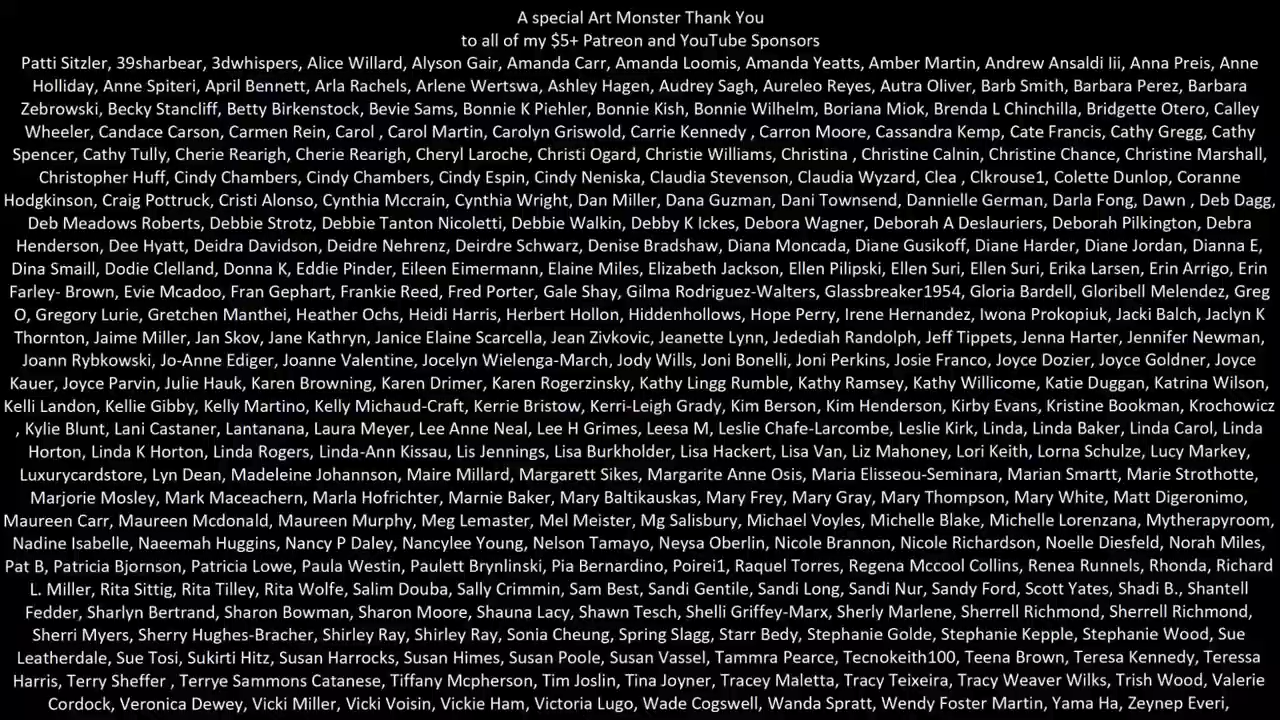 A special Art Monster Thank You
to all of my $5+ Patreon and YouTube Sponsors
Patti Sitzler, 39sharbear, 3dwhispers, Alice Willard, Alyson Gair, Amanda Carr, Amanda Loomis, Amanda Yeatts, Amber Martin, Andrew Ansaldi Iii, Anna Preis, Anne
Holliday, Anne Spiteri, April Bennett, Arla Rachels, Arlene Wertswa, Ashley Hagen, Audrey Sagh, Aureleo Reyes, Autra Oliver, Barb Smith, Barbara Perez, Barbara
Zebrowski, Becky Stancliff, Betty Birkenstock, Bevie Sams, Bonnie K Piehler, Bonnie Kish, Bonnie Wilhelm, Boriana Miok, Brenda L Chinchilla, Bridgette Otero, Calley
Wheeler, Candace Carson, Carmen Rein, Carol , Carol Martin, Carolyn Griswold, Carrie Kennedy , Carron Moore, Cassandra Kemp, Cate Francis, Cathy Gregg, Cathy
Spencer, Cathy Tully, Cherie Rearigh, Cherie Rearigh, Cheryl Laroche, Christi Ogard, Christie Williams, Christina , Christine Calnin, Christine Chance, Christine Marshall,
Christopher Huff, Cindy Chambers, Cindy Chambers, Cindy Espin, Cindy Neniska, Claudia Stevenson, Claudia Wyzard, Clea , Clkrouse1, Colette Dunlop, Coranne
Hodgkinson, Craig Pottruck, Cristi Alonso, Cynthia Mccrain, Cynthia Wright, Dan Miller, Dana Guzman, Dani Townsend, Dannielle German, Darla Fong, Dawn , Deb Dagg,
Deb Meadows Roberts, Debbie Strotz, Debbie Tanton Nicoletti, Debbie Walkin, Debby K Ickes, Debora Wagner, Deborah A Deslauriers, Deborah Pilkington, Debra
Henderson, Dee Hyatt, Deidra Davidson, Deidre Nehrenz, Deirdre Schwarz, Denise Bradshaw, Diana Moncada, Diane Gusikoff, Diane Harder, Diane Jordan, Dianna E,
Dina Smaill, Dodie Clelland, Donna K, Eddie Pinder, Eileen Eimermann, Elaine Miles, Elizabeth Jackson, Ellen Pilipski, Ellen Suri, Ellen Suri, Erika Larsen, Erin Arrigo, Erin
Farley- Brown, Evie Mcadoo, Fran Gephart, Frankie Reed, Fred Porter, Gale Shay, Gilma Rodriguez-Walters, Glassbreaker1954, Gloria Bardell, Gloribell Melendez, Greg
O, Gregory Lurie, Gretchen Manthei, Heather Ochs, Heidi Harris, Herbert Hollon, Hiddenhollows, Hope Perry, Irene Hernandez, Iwona Prokopiuk, Jacki Balch, Jaclyn K
Thornton, Jaime Miller, Jan Skov, Jane Kathryn, Janice Elaine Scarcella, Jean Zivkovic, Jeanette Lynn, Jedediah Randolph, Jeff Tippets, Jenna Harter, Jennifer Newman,
Joann Rybkowski, Jo-Anne Ediger, Joanne Valentine, Jocelyn Wielenga-March, Jody Wills, Joni Bonelli, Joni Perkins, Josie Franco, Joyce Dozier, Joyce Goldner, Joyce
Kauer, Joyce Parvin, Julie Hauk, Karen Browning, Karen Drimer, Karen Rogerzinsky, Kathy Lingg Rumble, Kathy Ramsey, Kathy Willicome, Katie Duggan, Katrina Wilson,
Kelli Landon, Kellie Gibby, Kelly Martino, Kelly Michaud-Craft, Kerrie Bristow, Kerri-Leigh Grady, Kim Berson, Kim Henderson, Kirby Evans, Kristine Bookman, Krochowicz
, Kylie Blunt, Lani Castaner, Lantanana, Laura Meyer, Lee Anne Neal, Lee H Grimes, Leesa M, Leslie Chafe-Larcombe, Leslie Kirk, Linda, Linda Baker, Linda Carol, Linda
Horton, Linda K Horton, Linda Rogers, Linda-Ann Kissau, Lis Jennings, Lisa Burkholder, Lisa Hackert, Lisa Van, Liz Mahoney, Lori Keith, Lorna Schulze, Lucy Markey,
Luxurycardstore, Lyn Dean, Madeleine Johannson, Maire Millard, Margarett Sikes, Margarite Anne Osis, Maria Elisseou-Seminara, Marian Smartt, Marie Strothotte,
Marjorie Mosley, Mark Maceachern, Marla Hofrichter, Marnie Baker, Mary Baltikauskas, Mary Frey, Mary Gray, Mary Thompson, Mary White, Matt Digeronimo,
Maureen Carr, Maureen Mcdonald, Maureen Murphy, Meg Lemaster, Mel Meister, Mg Salisbury, Michael Voyles, Michelle Blake, Michelle Lorenzana, Mytherapyroom,
Nadine Isabelle, Naeemah Huggins, Nancy P Daley, Nancylee Young, Nelson Tamayo, Neysa Oberlin, Nicole Brannon, Nicole Richardson, Noelle Diesfeld, Norah Miles,
Pat B, Patricia Bjornson, Patricia Lowe, Paula Westin, Paulett Brynlinski, Pia Bernardino, Poirei1, Raquel Torres, Regena Mccool Collins, Renea Runnels, Rhonda, Richard
L. Miller, Rita Sittig, Rita Tilley, Rita Wolfe, Salim Douba, Sally Crimmin, Sam Best, Sandi Gentile, Sandi Long, Sandi Nur, Sandy Ford, Scott Yates, Shadi B., Shantell
Fedder, Sharlyn Bertrand, Sharon Bowman, Sharon Moore, Shauna Lacy, Shawn Tesch, Shelli Griffey-Marx, Sherly Marlene, Sherrell Richmond, Sherrell Richmond,
Sherri Myers, Sherry Hughes-Bracher, Shirley Ray, Shirley Ray, Sonia Cheung, Spring Slagg, Starr Bedy, Stephanie Golde, Stephanie Kepple, Stephanie Wood, Sue
Leatherdale, Sue Tosi, Sukirti Hitz, Susan Harrocks, Susan Himes, Susan Poole, Susan Vassel, Tammra Pearce, Tecnokeith100, Teena Brown, Teresa Kennedy, Teressa
Harris, Terry Sheffer , Terrye Sammons Catanese, Tiffany Mcpherson, Tim Joslin, Tina Joyner, Tracey Maletta, Tracy Teixeira, Tracy Weaver Wilks, Trish Wood, Valerie
Cordock, Veronica Dewey, Vicki Miller, Vicki Voisin, Vickie Ham, Victoria Lugo, Wade Cogswell, Wanda Spratt, Wendy Foster Martin, Yama Ha, Zeynep Everi,